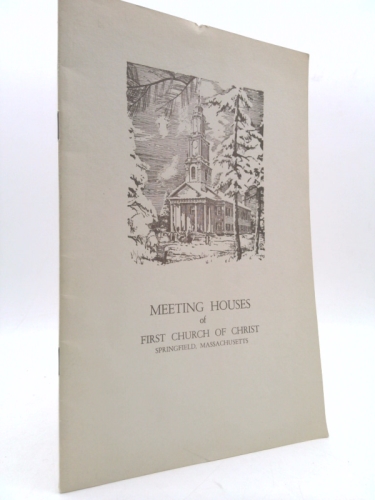 MEETING HOUSES
of
FIRST CHURCH OF CHRIST
SPRINGFIELD, MASSACHUSETTS